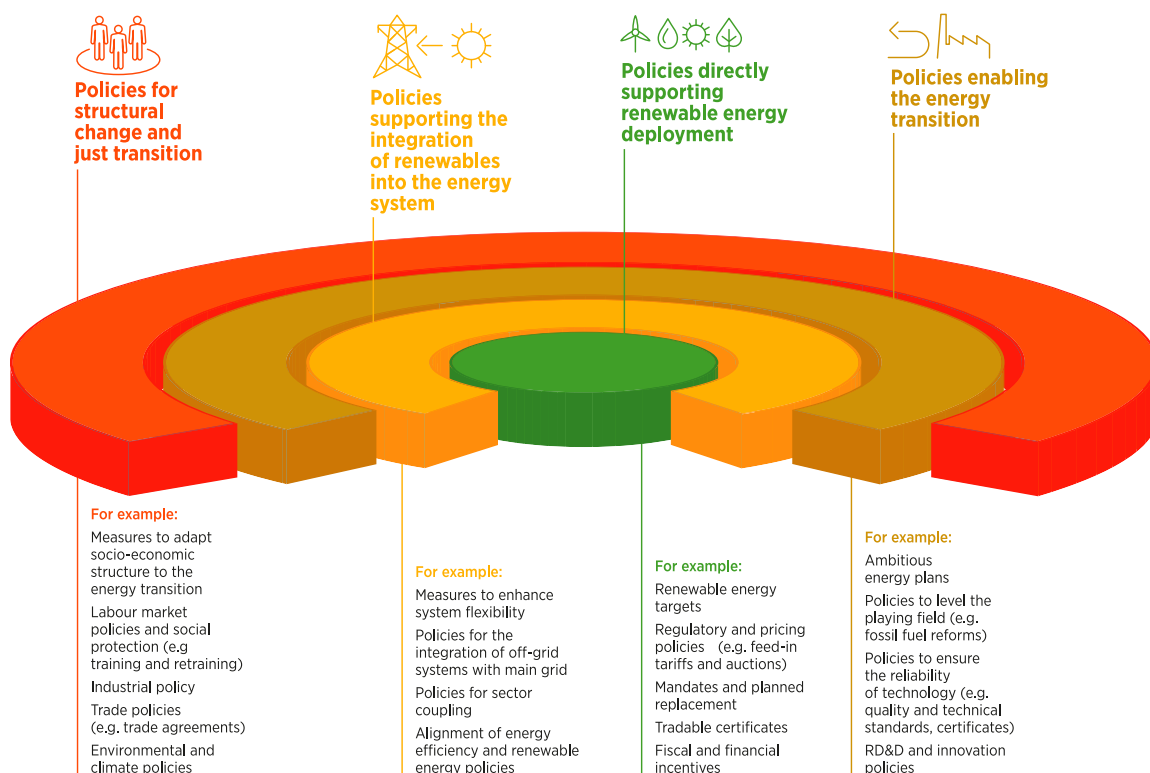 Policies for
structural
change and
just transition
Policies
supporting the
integration
of renewables
into the energy
system
Policies directly
supporting
renewable energy
deployment
Policies enabling
the energy
transition
For example:
Measures to adapt
socio-economic
structure to the
energy transition
Labour market
policies and social
protection (e.g
training and retraining)
Industrial policy
Trade policies
(e.g. trade agreements)
Environmental and
climate policies
For example:
Measures to enhance
system flexibility
Policies for the
integration of off-grid
systems with main grid
Policies for sector
coupling
Alignment of energy
efficiency and renewable
energy policies
For example:
Renewable energy
targets
Regulatory and pricing
policies (e.g. feed-in
tariffs and auctions)
Mandates and planned
replacement
Tradable certificates
Fiscal and financial
incentives
For example:
Ambitious
energy plans
Policies to level the
playing field (e.g.
fossil fuel reforms)
Policies to ensure
the reliability
of technology (e.g.
quality and technical
standards, certificates)
RD&D and innovation
policies